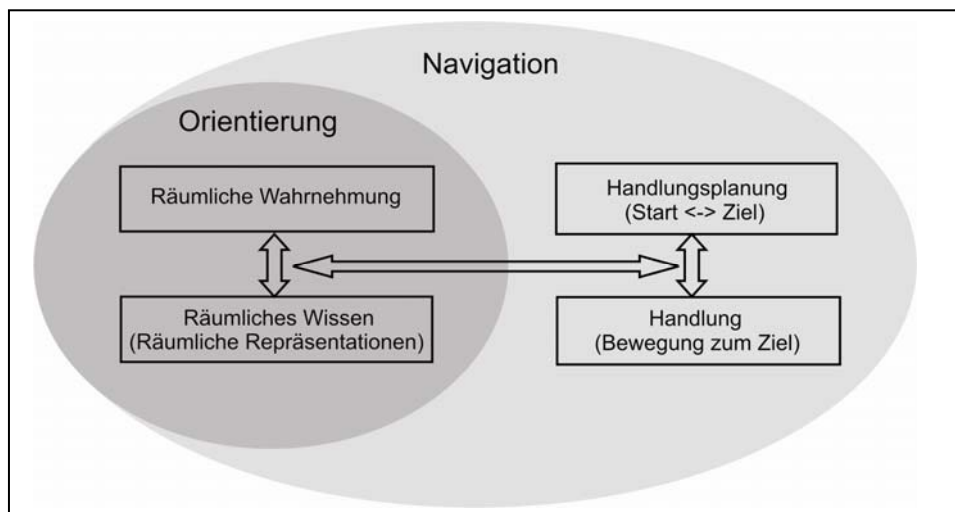 Navigation
Orientierung
Räumliche Wahrnehmung
Räumliches Wissen
(Räumliche Repräsentationen)
Handlungsplanung
(Start <-> Ziel)
Handlung
(Bewegung zum Ziel)